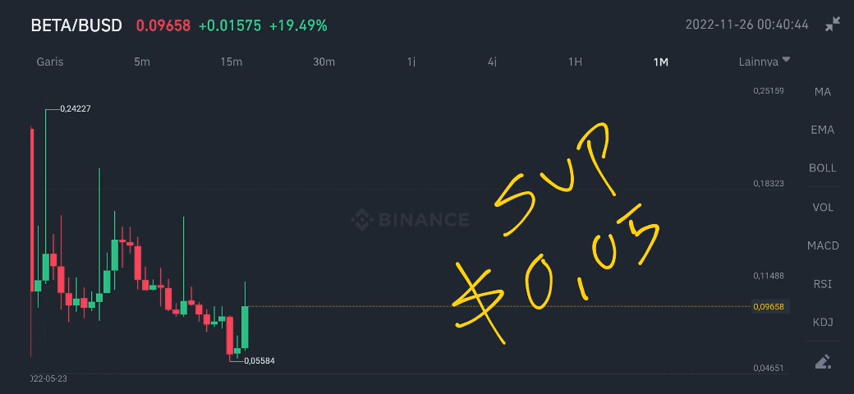 BETA/BUSD 0.09658 +0.01575 +19.49% 2022-11-26 00:40:44
Garis 5m 15m 30m 1j 4j 1H 1M Lainnya
0,25159
MA
0,24227
EMA
BOLL
0,18323
SUP
VOL
BINANCE
$0,05
MACD
0,11488
RSI
0,09658
KDJ
0,05584
0,04651
022-05-23